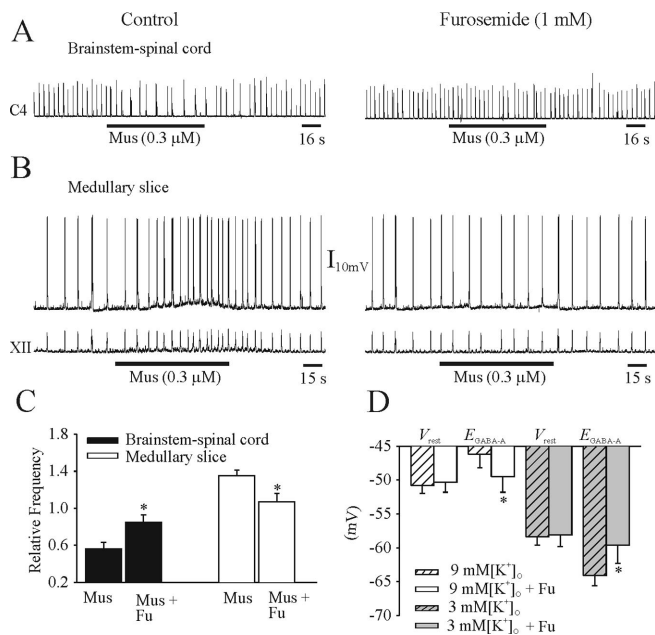 Control Furosemide (1 mM)
A
Brainstem-spinal cord
C4
Mus (0.3 μM) 16 s Mus (0.3 μM) 16 s
B
Medullary slice
I10mV
XII
Mus (0.3 μM) 15 s Mus (0.3 μM) 15 s
C
Brainstem-spinal cord
Medullary slice
Relative Frequency
1.8
1.4
1.0
0.6
0.2
* *
Mus Mus + Fu Mus Mus + Fu
D
Vrest EGABA-A Vrest EGABA-A
(mV)
-45
-50
-55
-60
-65
-70
* *
9 mM[K+]o
9 mM[K+]o + Fu
3 mM[K+]o
3 mM[K+]o + Fu